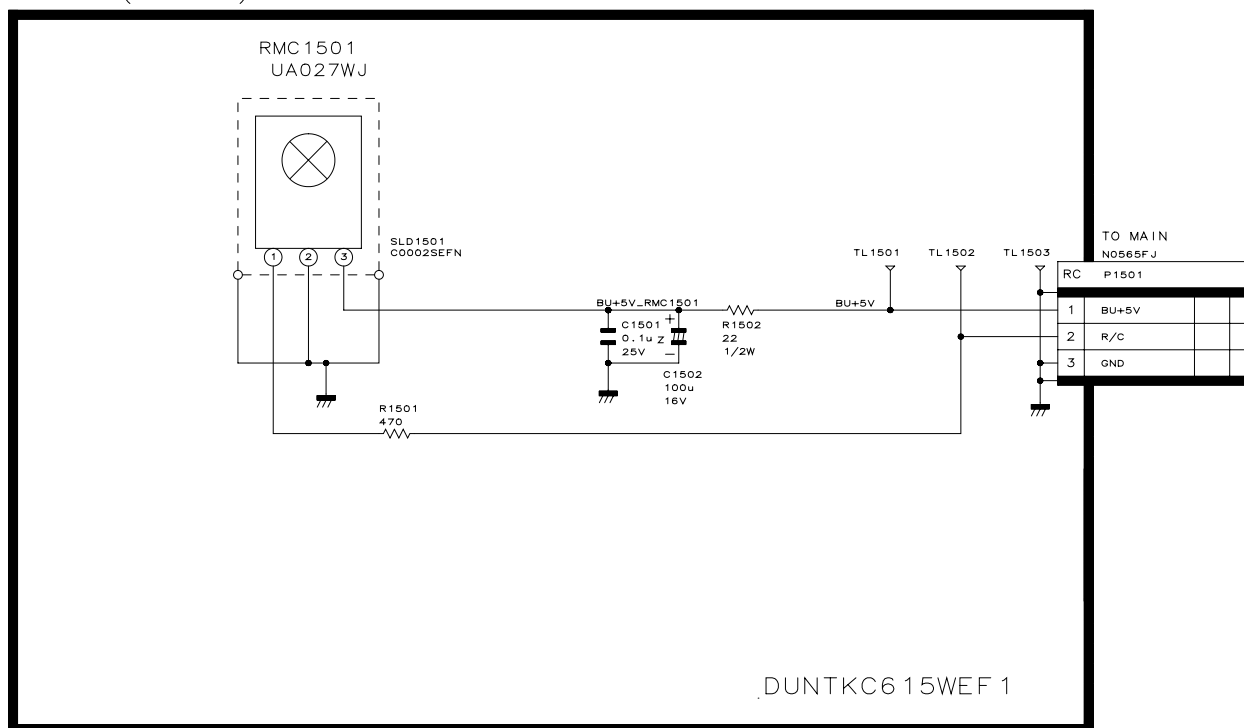 RMC1501
UA027WJ
1
2
3
SLD1501
C0002SEFN
BU+5V_RMC1501
C1501
0.1u Z
25V
+
−
C1502
100u
16V
R1502
22
1/2W
BU+5V
R1501
470
TL1501
TL1502
TL1503
TO MAIN
N0565FJ
RC P1501
1 BU+5V
2 R/C
3 GND
DUNTKC615WEF1